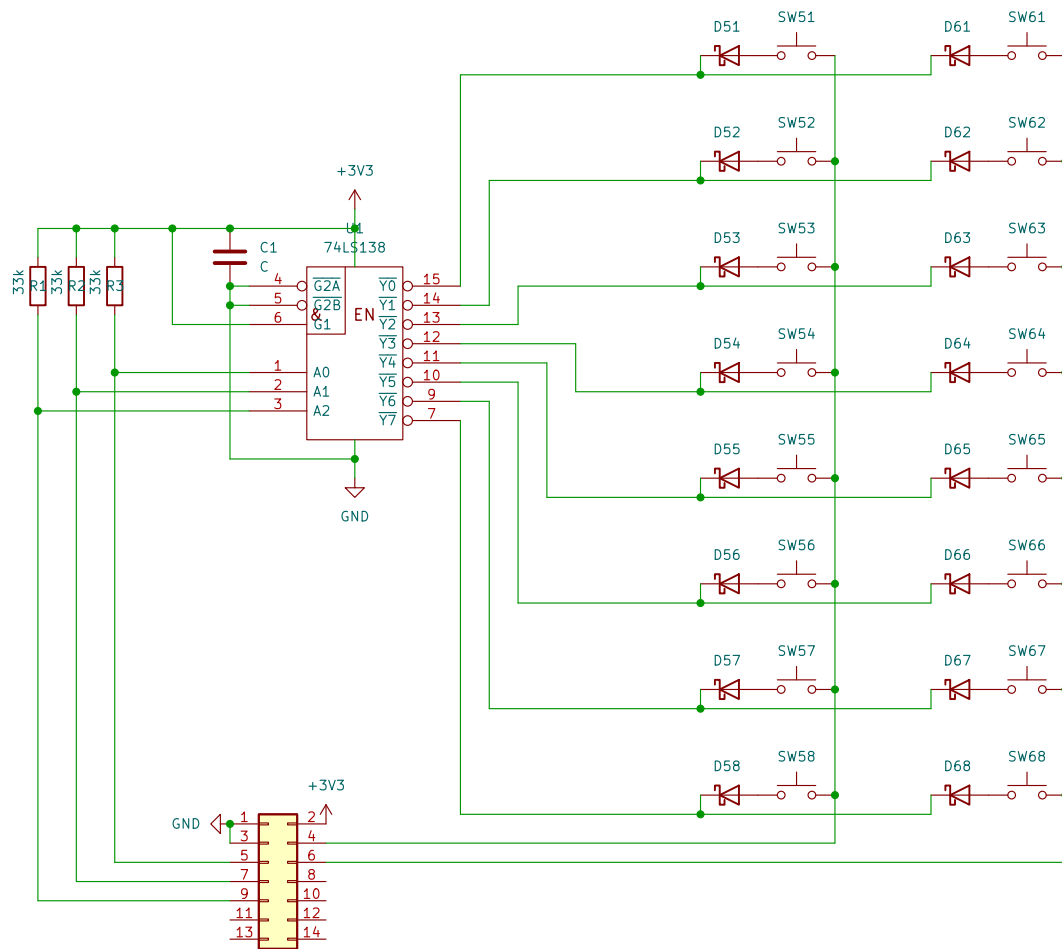 D51 SW51 D61 SW61
D52 SW52 D62 SW62
+3V3
U1
74LS138
C1
C
33k R1 33k R2 33k R3
D53 SW53 D63 SW63
4 G2A Y0 15
5 G2B Y1 14
6 G1 & EN Y2 13
Y3 12
Y4 11
1 A0 Y5 10
2 A1 Y6 9
3 A2 Y7 7
D54 SW54 D64 SW64
GND
D55 SW55 D65 SW65
D56 SW56 D66 SW66
D57 SW57 D67 SW67
D58 SW58 D68 SW68
+3V3
GND 1 2
3 4
5 6
7 8
9 10
11 12
13 14